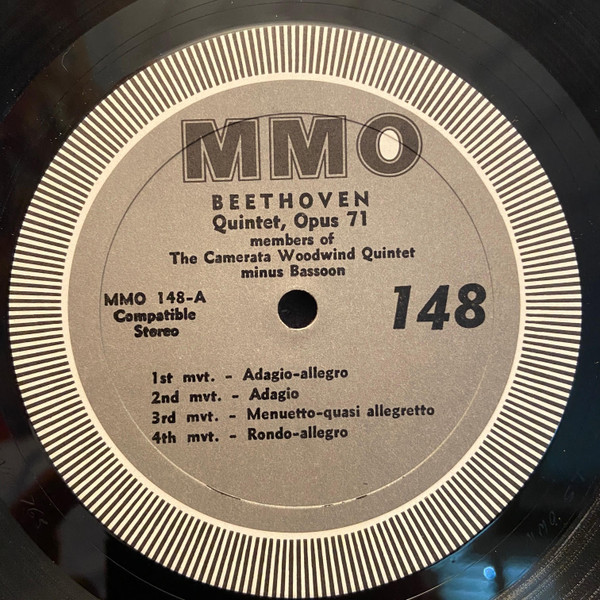 MMO
BEETHOVEN
Quintet, Opus 71
members of
The Camerata Woodwind Quintet
minus Bassoon
MMO 148-A
Compatible
Stereo
148
1st mvt. - Adagio-allegro
2nd mvt. - Adagio
3rd mvt. - Menuetto-quasi allegretto
4th mvt. - Rondo-allegro